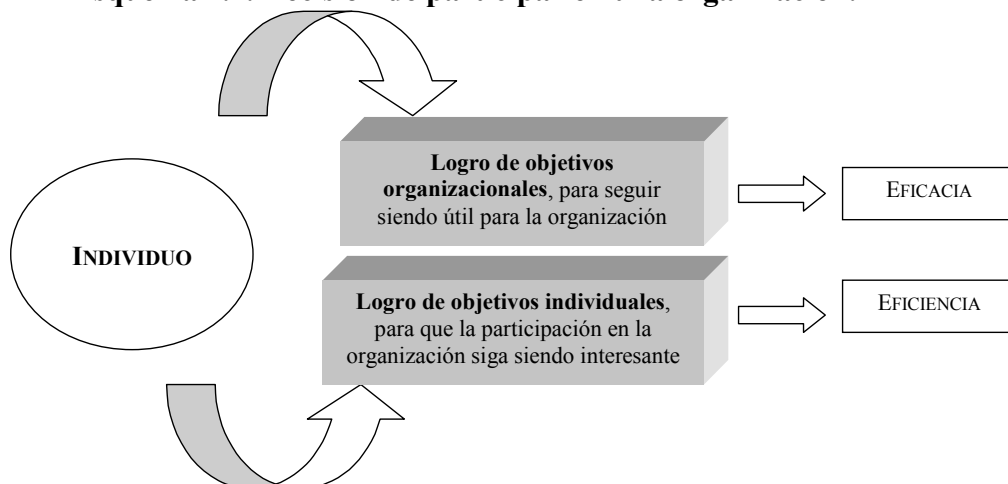 INDIVIDUO
Logro de objetivos
organizacionales, para seguir
siendo útil para la organización
EFICACIA
Logro de objetivos individuales,
para que la participación en la
organización siga siendo interesante
EFICIENCIA